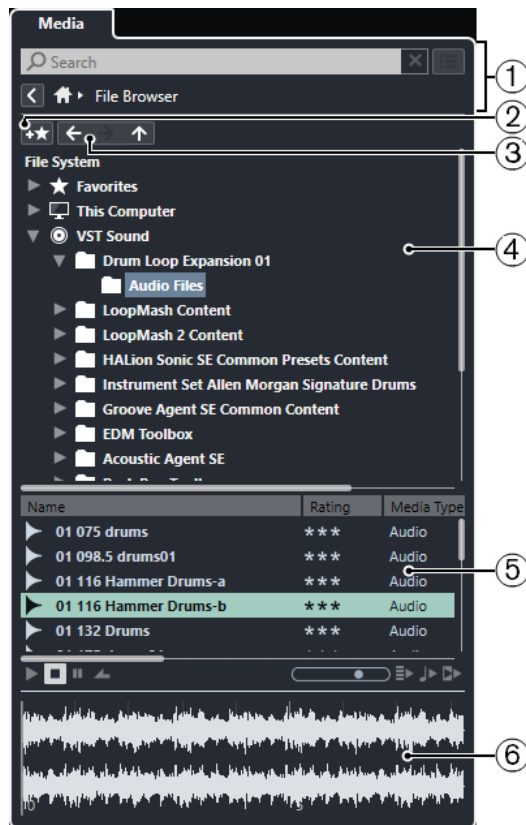 Media
Search
File Browser
1
2
3
File System
Favorites
This Computer
4
VST Sound
Drum Loop Expansion 01
Audio Files
LoopMash Content
LoopMash 2 Content
HALion Sonic SE Common Presets Content
Instrument Set Allen Morgan Signature Drums
Groove Agent SE Common Content
EDM Toolbox
Acoustic Agent SE
Name Rating Media Type
01 075 drums *** Audio
01 098.5 drums01 *** Audio
01 116 Hammer Drums-a *** Audio
5
01 116 Hammer Drums-b *** Audio
01 132 Drums *** Audio
6
0